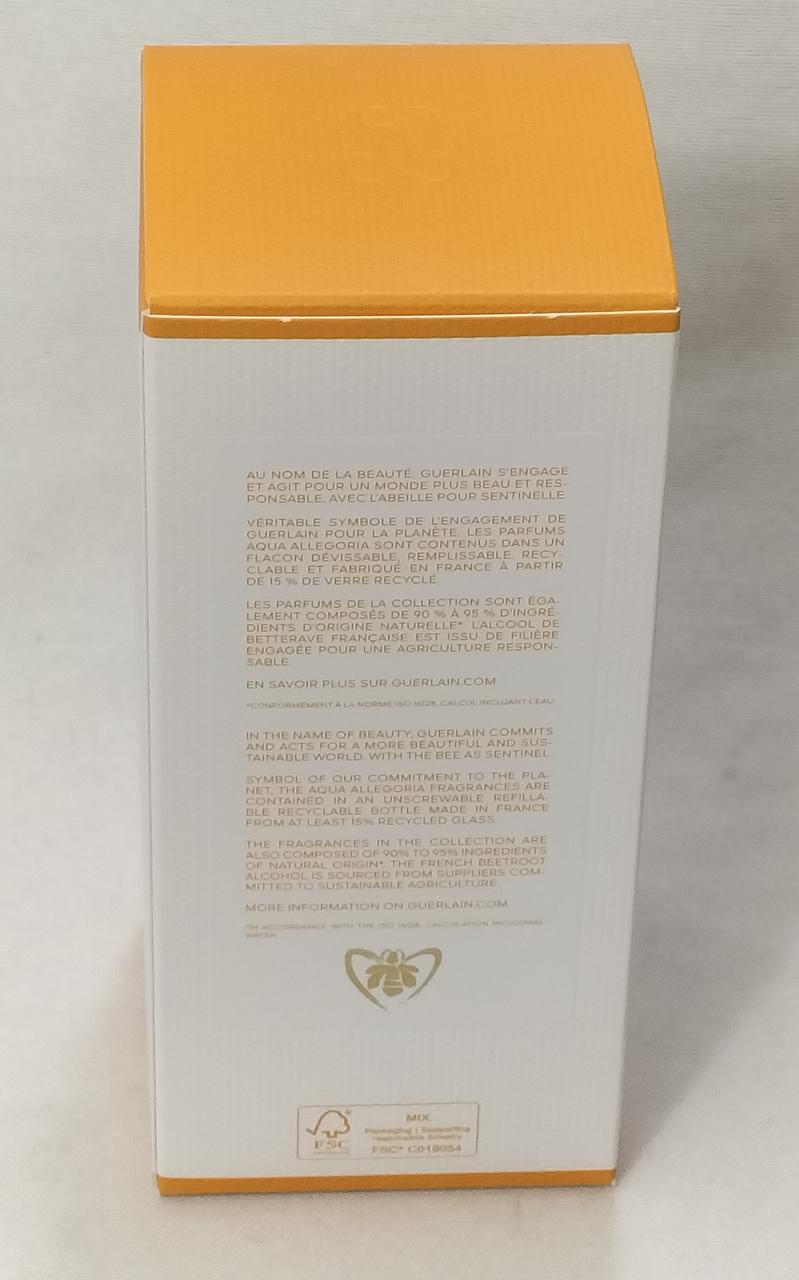 AU NOM DE LA BEAUTÉ, GUERLAIN S'ENGAGE
ET AGIT POUR UN MONDE PLUS BEAU ET RES-
PONSABLE, AVEC L'ABEILLE POUR SENTINELLE.
VÉRITABLE SYMBOLE DE L'ENGAGEMENT DE
GUERLAIN POUR LA PLANÈTE, LES PARFUMS
AQUA ALLEGORIA SONT CONTENUS DANS UN
FLACON DÉVISSABLE, REMPLISSABLE, RECY-
CLABLE ET FABRIQUÉ EN FRANCE À PARTIR
DE 15 % DE VERRE RECYCLÉ.
LES PARFUMS DE LA COLLECTION SONT ÉGA-
LEMENT COMPOSÉS DE 90 % À 95 % D'INGRÉ-
DIENTS D'ORIGINE NATURELLE*. L'ALCOOL DE
BETTERAVE FRANÇAISE EST ISSU DE FILIÈRE
ENGAGÉE POUR UNE AGRICULTURE RESPON-
SABLE.
EN SAVOIR PLUS SUR GUERLAIN.COM
*CONFORMÉMENT À LA NORME ISO 16128, CALCUL INCLUANT L'EAU.
IN THE NAME OF BEAUTY, GUERLAIN COMMITS
AND ACTS FOR A MORE BEAUTIFUL AND SUS-
TAINABLE WORLD, WITH THE BEE AS SENTINEL.
SYMBOL OF OUR COMMITMENT TO THE PLA-
NET, THE AQUA ALLEGORIA FRAGRANCES ARE
CONTAINED IN AN UNSCREWABLE REFILLA-
BLE RECYCLABLE BOTTLE MADE IN FRANCE
FROM AT LEAST 15% RECYCLED GLASS.
THE FRAGRANCES IN THE COLLECTION ARE
ALSO COMPOSED OF 90% TO 95% INGREDIENTS
OF NATURAL ORIGIN*. THE FRENCH BEETROOT
ALCOHOL IS SOURCED FROM SUPPLIERS COM-
MITTED TO SUSTAINABLE AGRICULTURE.
MORE INFORMATION ON GUERLAIN.COM
*IN ACCORDANCE WITH THE ISO 16128, CALCULATION INCLUDING
WATER.
FSC
MIX
Packaging | Supporting
responsible forestry
FSC® C019054